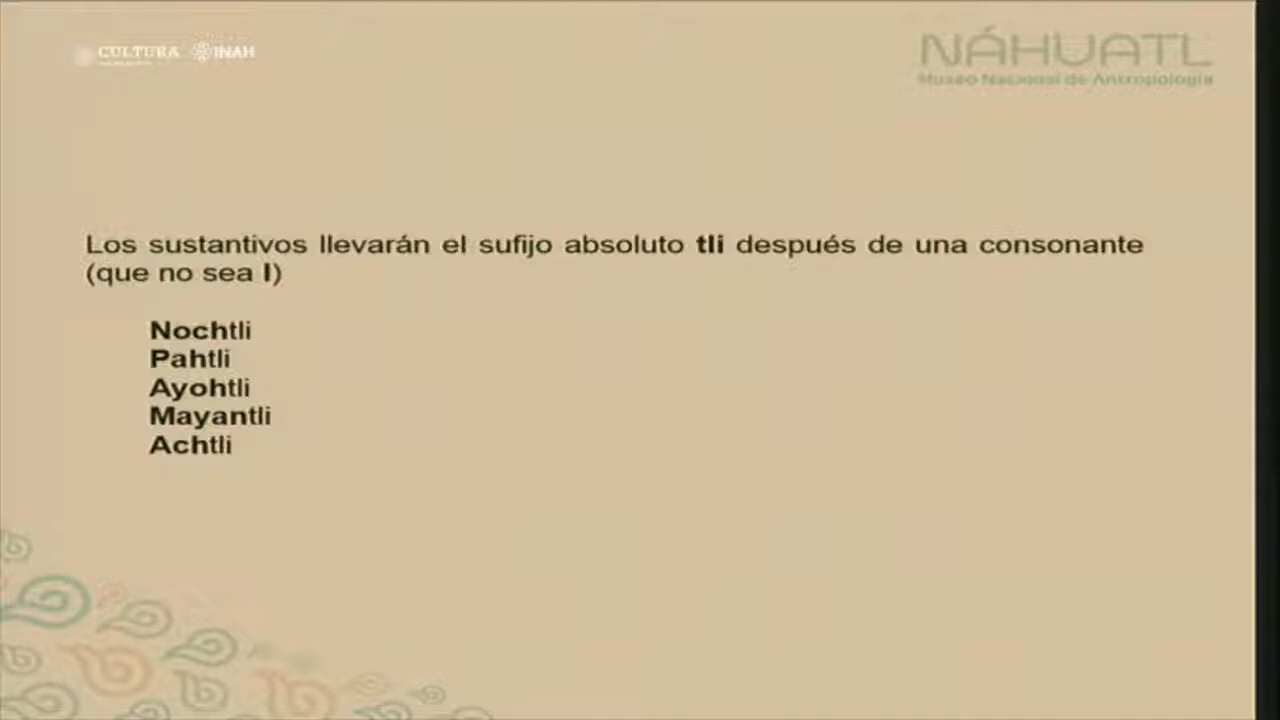 CULTURA INAH
NÁHUATL
Museo Nacional de Antropología
Los sustantivos llevarán el sufijo absoluto tli después de una consonante
(que no sea l)
Nochtli
Pahtli
Ayohtli
Mayantli
Achtli